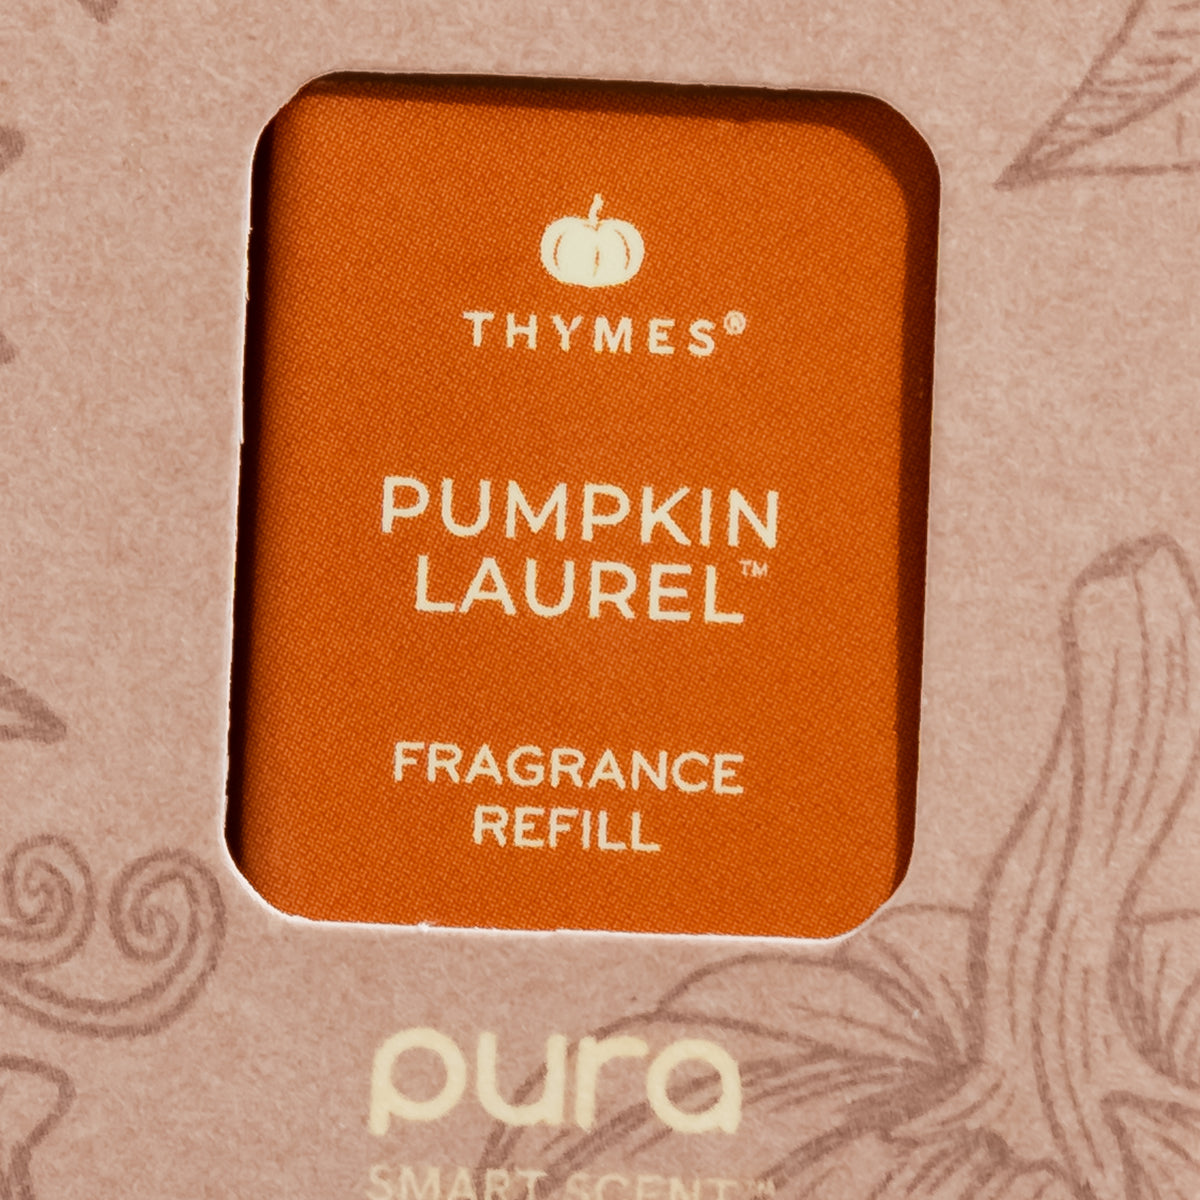 THYMES®
PUMPKIN
LAUREL™
FRAGRANCE
REFILL
pura
SMART SCENT™